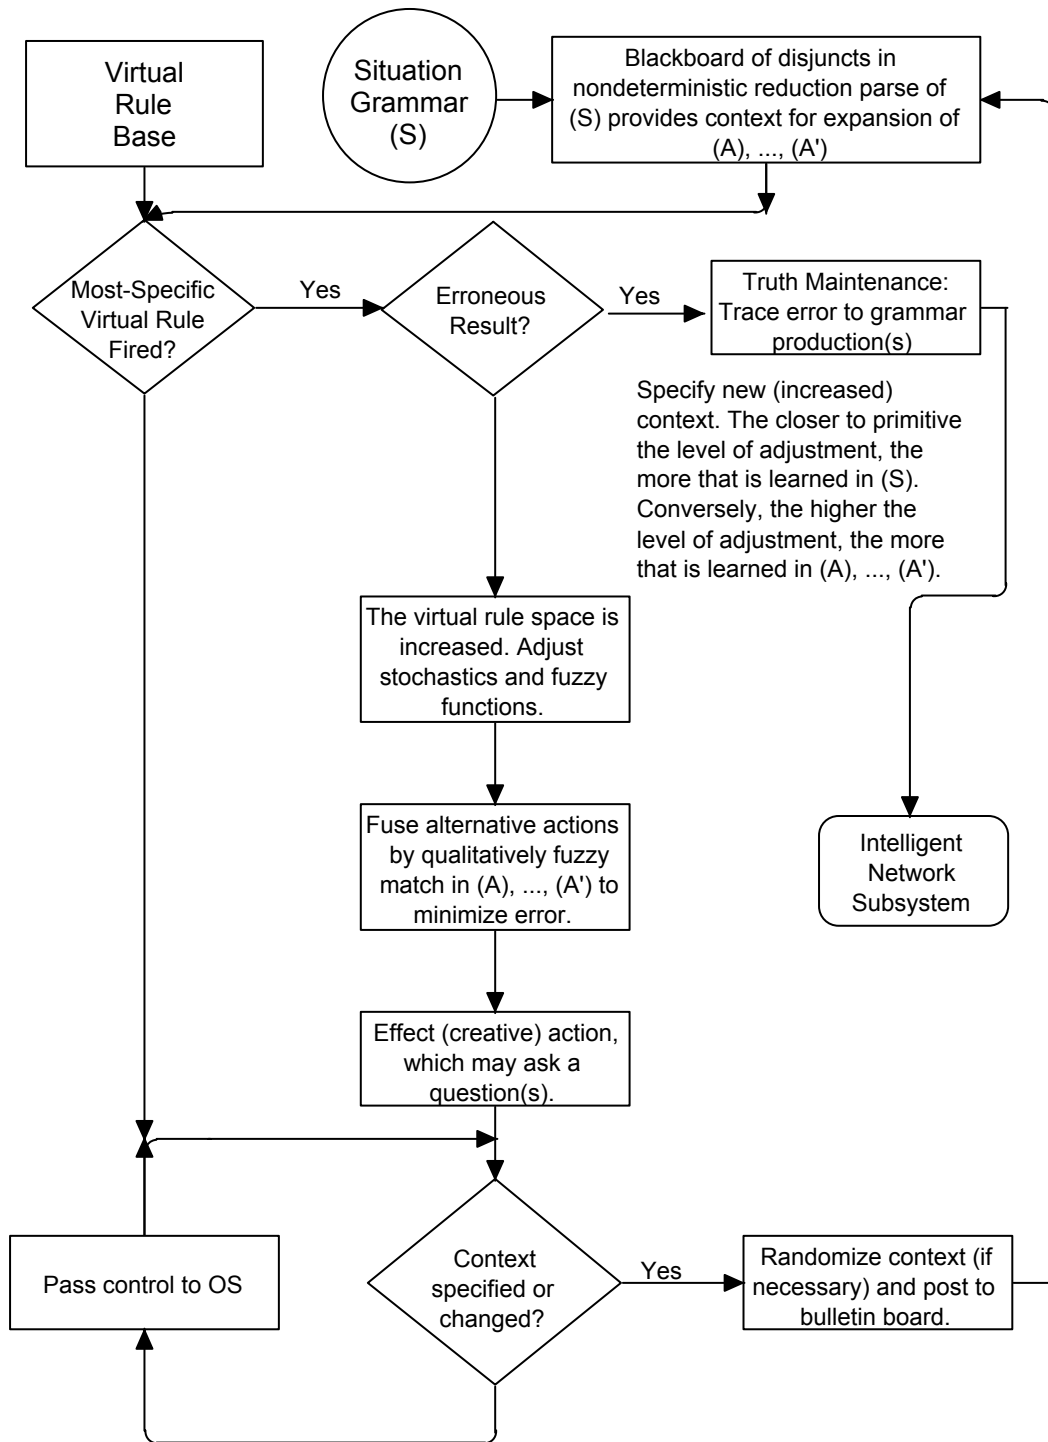 Virtual
Rule
Base
Situation
Grammar
(S)
Blackboard of disjuncts in
nondeterministic reduction parse of
(S) provides context for expansion of
(A), ..., (A')
Most-Specific
Virtual Rule
Fired?
Yes
Erroneous
Result?
Yes
Truth Maintenance:
Trace error to grammar
production(s)
Specify new (increased)
context. The closer to primitive
the level of adjustment, the
more that is learned in (S).
Conversely, the higher the
level of adjustment, the more
that is learned in (A), ..., (A').
The virtual rule space is
increased. Adjust
stochastics and fuzzy
functions.
Fuse alternative actions
by qualitatively fuzzy
match in (A), ..., (A') to
minimize error.
Intelligent
Network
Subsystem
Effect (creative) action,
which may ask a
question(s).
Pass control to OS
Context
specified or
changed?
Yes
Randomize context (if
necessary) and post to
bulletin board.